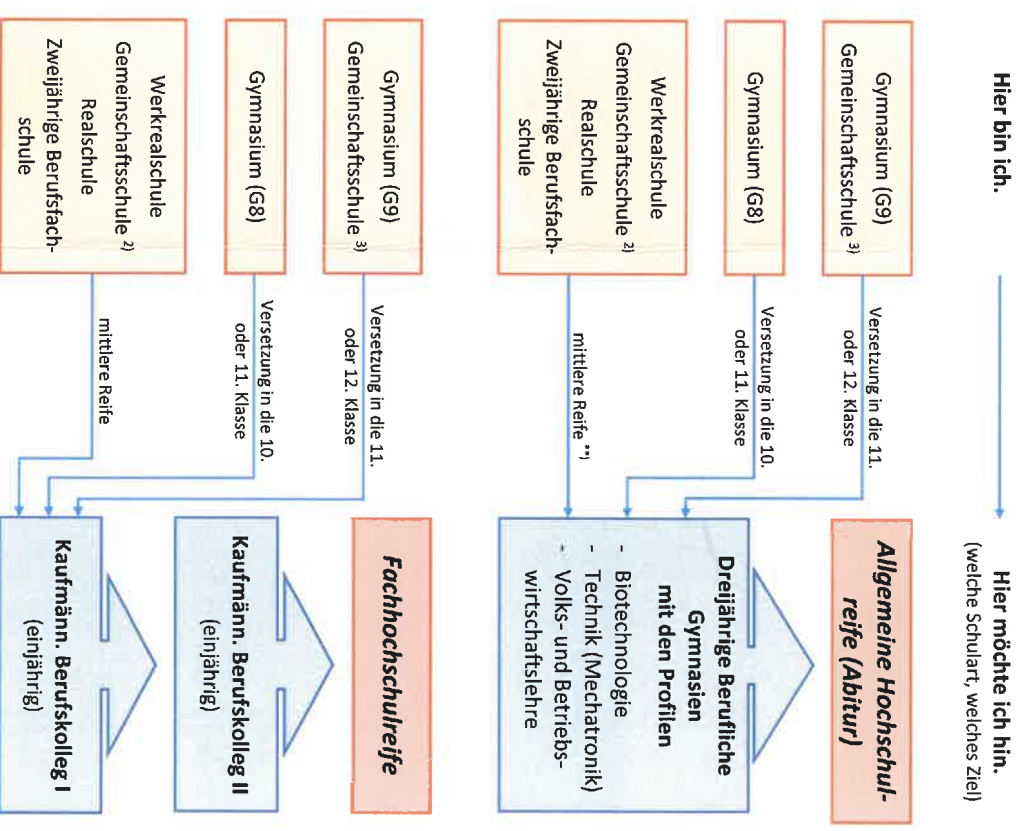 Hier bin ich.
Hier möchte ich hin.
(welche Schulart, welches Ziel)
Gymnasium (G9)
Gemeinschaftsschule 3)
Versetzung in die 11.
oder 12. Klasse
Allgemeine Hochschul-
reife (Abitur)
Gymnasium (G8)
Versetzung in die 10.
oder 11. Klasse
Werkrealschule
Gemeinschaftsschule 2)
Realschule
Zweijährige Berufsfach-
schule
mittlere Reife **)
Dreijährige Berufliche
Gymnasien
mit den Profilen
- Biotechnologie
- Technik (Mechatronik)
- Volks- und Betriebs-
wirtschaftslehre
Gymnasium (G9)
Gemeinschaftsschule 3)
Versetzung in die 11.
oder 12. Klasse
Fachhochschulreife
Gymnasium (G8)
Versetzung in die 10.
oder 11. Klasse
Kaufmänn. Berufskolleg II
(einjährig)
Werkrealschule
Gemeinschaftsschule 2)
Realschule
Zweijährige Berufsfach-
schule
mittlere Reife
Kaufmänn. Berufskolleg I
(einjährig)